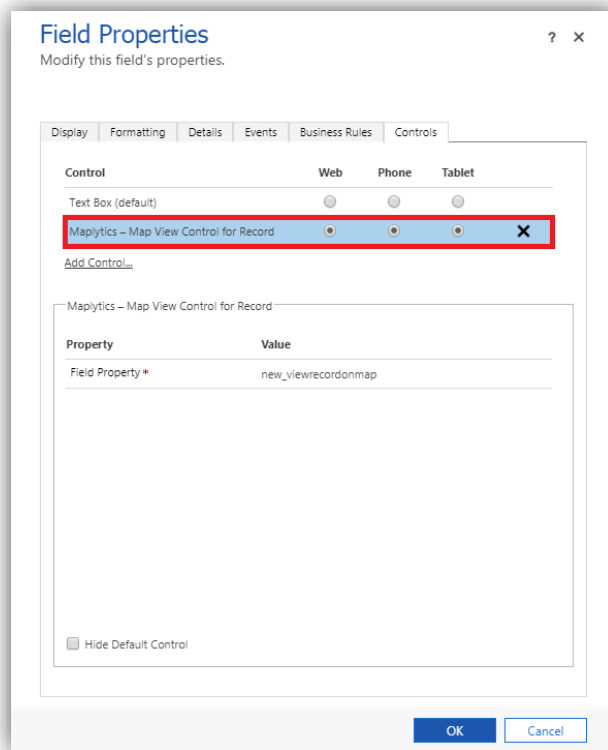 Field Properties
? ×
Modify this field's properties.
Display Formatting Details Events Business Rules Controls
Control Web Phone Tablet
Text Box (default)
Maplytics – Map View Control for Record
Add Control...
Maplytics – Map View Control for Record
Property Value
Field Property * new_viewrecordonmap
Hide Default Control
OK Cancel